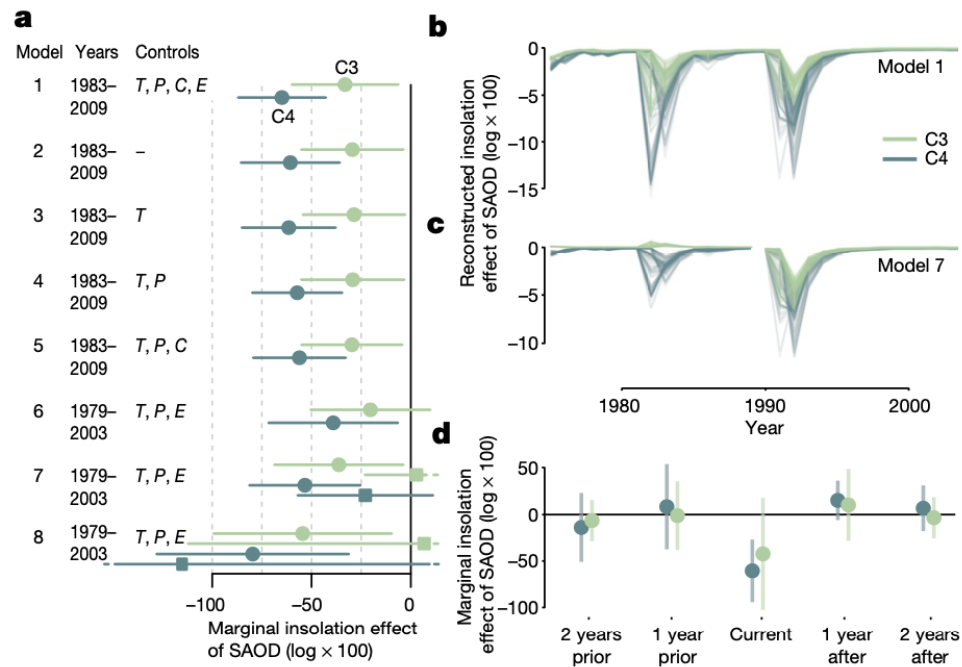 a
Model Years Controls
1 1983– T, P, C, E
2009
C3
C4
2 1983– –
2009
3 1983– T
2009
4 1983– T, P
2009
5 1983– T, P, C
2009
6 1979– T, P, E
2003
7 1979– T, P, E
2003
8 1979– T, P, E
2003
−100 −50 0
Marginal insolation effect
of SAOD (log × 100)
b
Reconstructed insolation
effect of SAOD (log × 100)
0
−5
−10
−15
Model 1
C3
C4
c
0
−5
−10
Model 7
1980 1990 2000
Year
d
Marginal insolation
effect of SAOD (log × 100)
50
0
−50
−100
2 years
prior
1 year
prior
Current
1 year
after
2 years
after